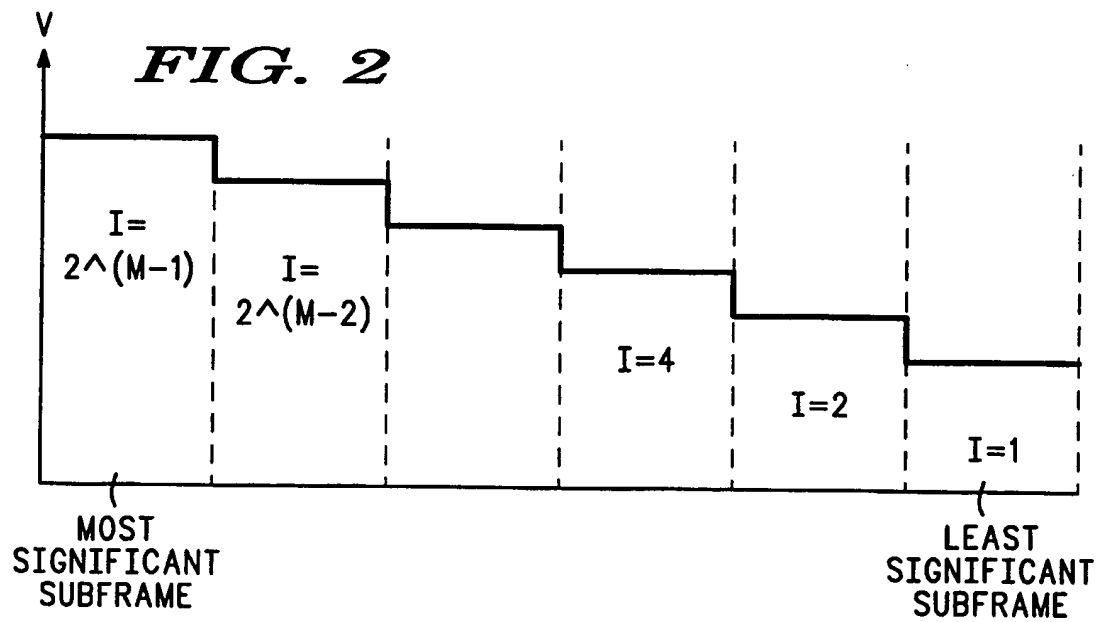 V
FIG. 2
I=
2^(M-1)
I=
2^(M-2)
I=4
I=2
I=1
MOST
SIGNIFICANT
SUBFRAME
LEAST
SIGNIFICANT
SUBFRAME